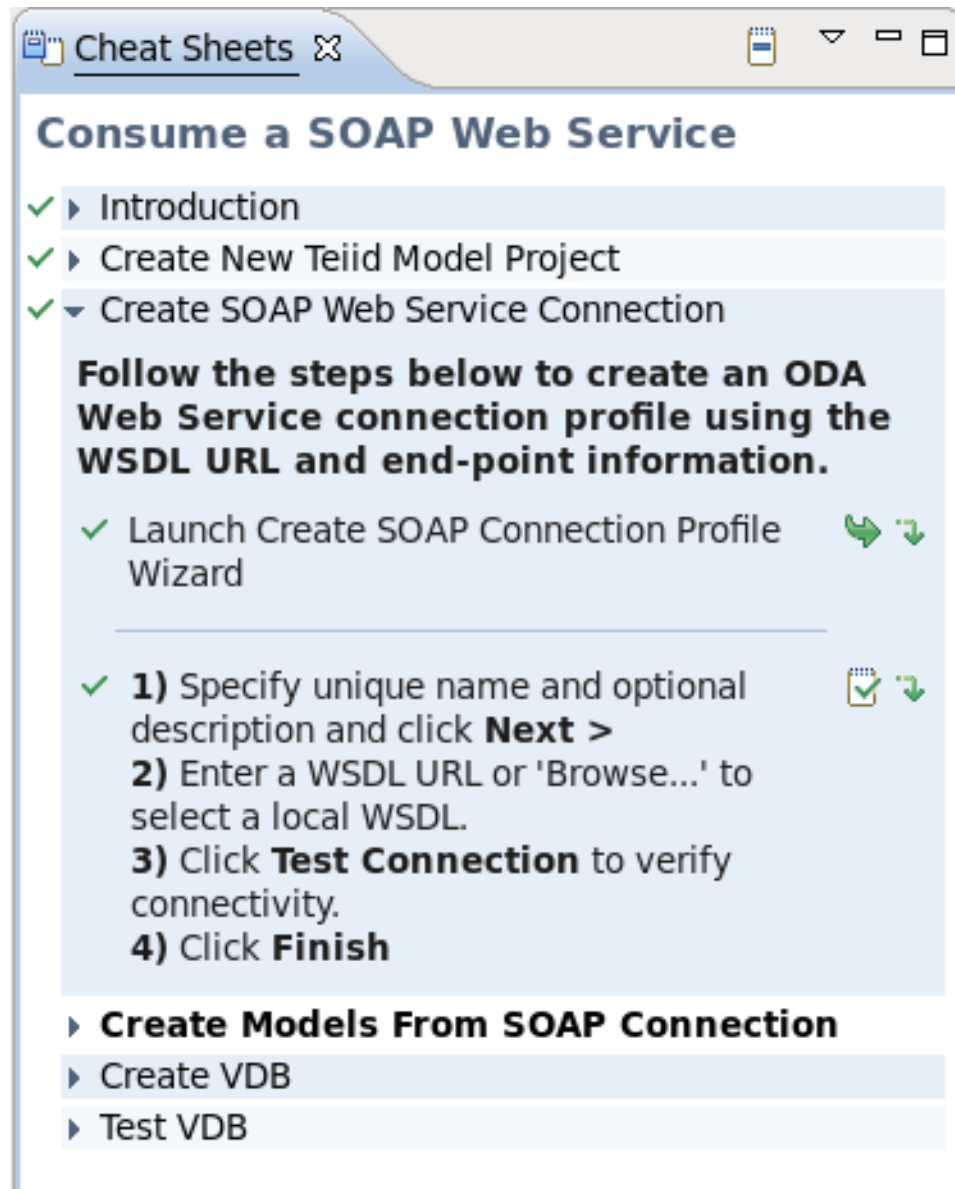 Cheat Sheets
Consume a SOAP Web Service
Introduction
Create New Teiid Model Project
Create SOAP Web Service Connection
Follow the steps below to create an ODA
Web Service connection profile using the
WSDL URL and end-point information.
Launch Create SOAP Connection Profile
Wizard
1) Specify unique name and optional
description and click Next >
2) Enter a WSDL URL or 'Browse...' to
select a local WSDL.
3) Click Test Connection to verify
connectivity.
4) Click Finish
Create Models From SOAP Connection
Create VDB
Test VDB